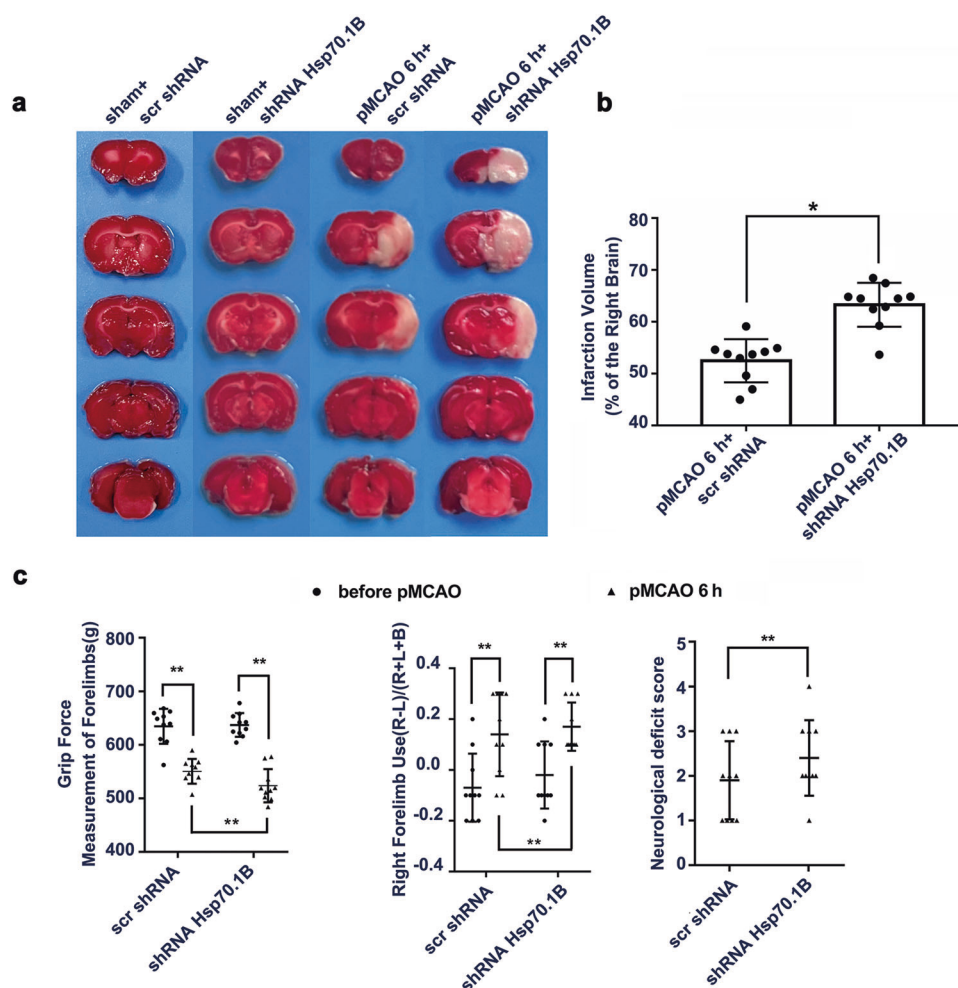 a
sham+
scr shRNA
sham+
shRNA Hsp70.1B
pMCAO 6 h+
scr shRNA
pMCAO 6 h+
shRNA Hsp70.1B
b
Infarction Volume
(% of the Right Brain)
80
70
60
50
40
*
pMCAO 6 h+
scr shRNA
pMCAO 6 h+
shRNA Hsp70.1B
c
before pMCAO
pMCAO 6 h
Grip Force
Measurement of Forelimbs(g)
800
700
600
500
400
**
**
**
scr shRNA
shRNA Hsp70.1B
Right Forelimb Use(R-L)/(R+L+B)
0.4
0.2
0.0
-0.2
-0.4
**
**
**
scr shRNA
shRNA Hsp70.1B
Neurological deficit score
5
4
3
2
1
0
**
scr shRNA
shRNA Hsp70.1B